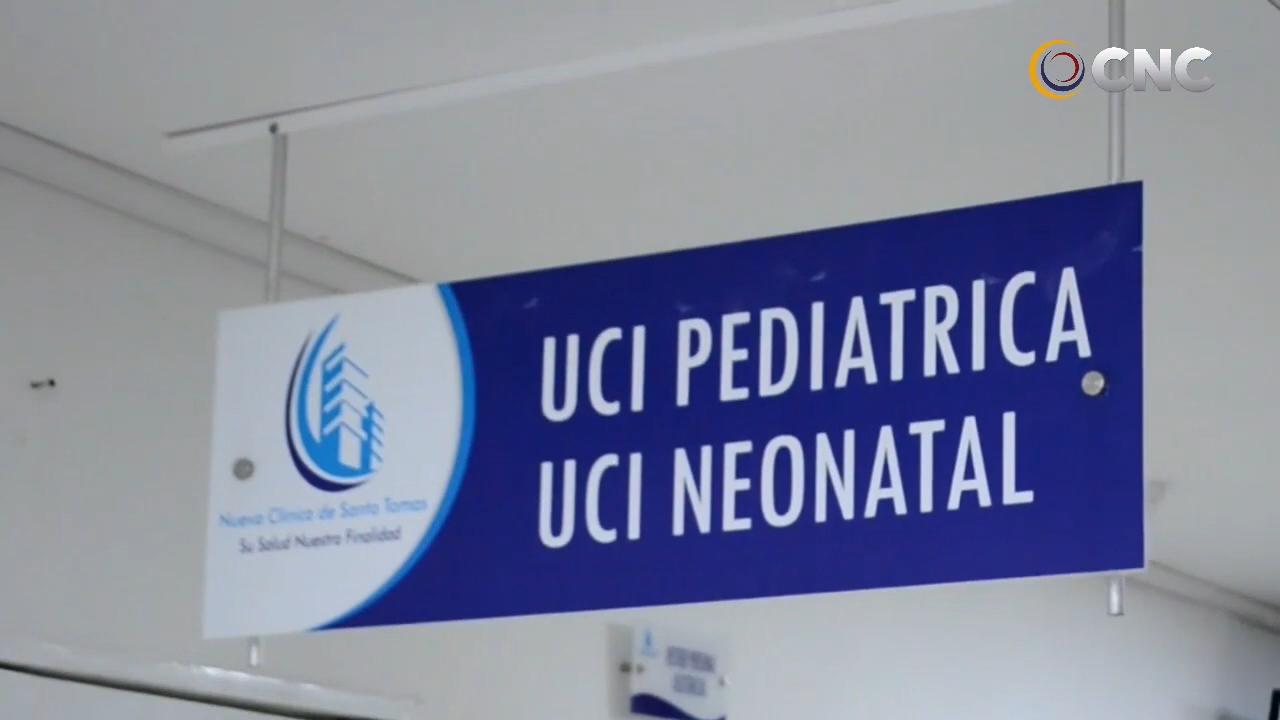 CNC
UCI PEDIATRICA
UCI NEONATAL
Nueva Clinica de Santo Tomas
Su Salud Nuestra Finalidad